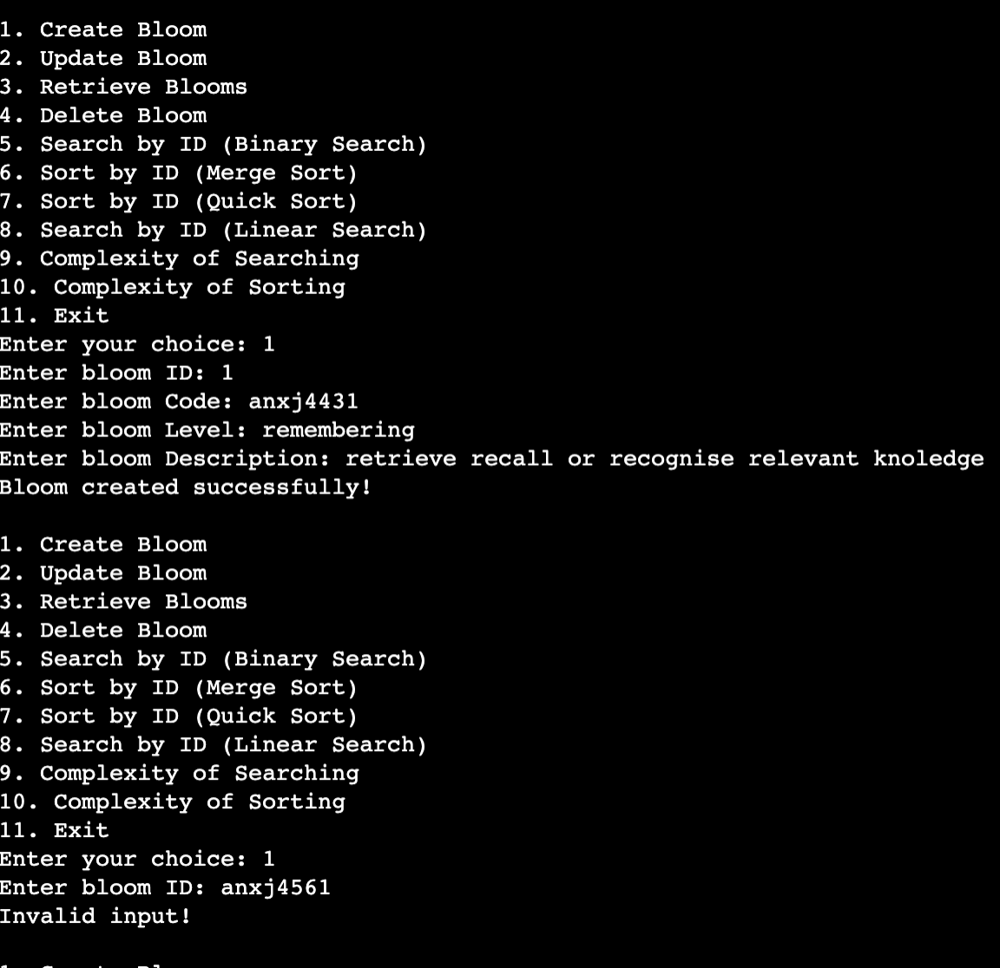 1. Create Bloom
2. Update Bloom
3. Retrieve Blooms
4. Delete Bloom
5. Search by ID (Binary Search)
6. Sort by ID (Merge Sort)
7. Sort by ID (Quick Sort)
8. Search by ID (Linear Search)
9. Complexity of Searching
10. Complexity of Sorting
11. Exit
Enter your choice: 1
Enter bloom ID: 1
Enter bloom Code: anxj4431
Enter bloom Level: remembering
Enter bloom Description: retrieve recall or recognise relevant knoledge
Bloom created successfully!
1. Create Bloom
2. Update Bloom
3. Retrieve Blooms
4. Delete Bloom
5. Search by ID (Binary Search)
6. Sort by ID (Merge Sort)
7. Sort by ID (Quick Sort)
8. Search by ID (Linear Search)
9. Complexity of Searching
10. Complexity of Sorting
11. Exit
Enter your choice: 1
Enter bloom ID: anxj4561
Invalid input!